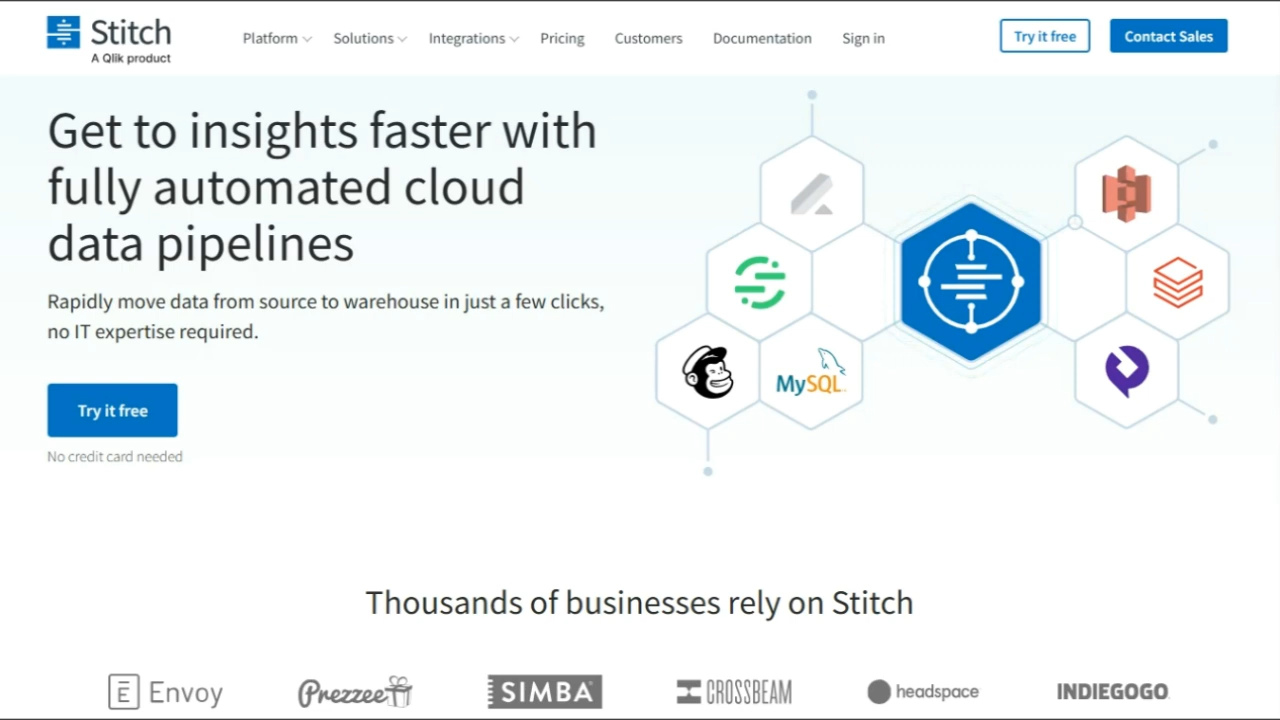 Stitch
A Qlik product
Platform
Solutions
Integrations
Pricing
Customers
Documentation
Sign in
Try it free
Contact Sales
Get to insights faster with
fully automated cloud
data pipelines
Rapidly move data from source to warehouse in just a few clicks,
no IT expertise required.
Try it free
No credit card needed
MySQL
Thousands of businesses rely on Stitch
Envoy
Prezzee
SIMBA
CROSSBEAM
headspace
INDIEGOGO